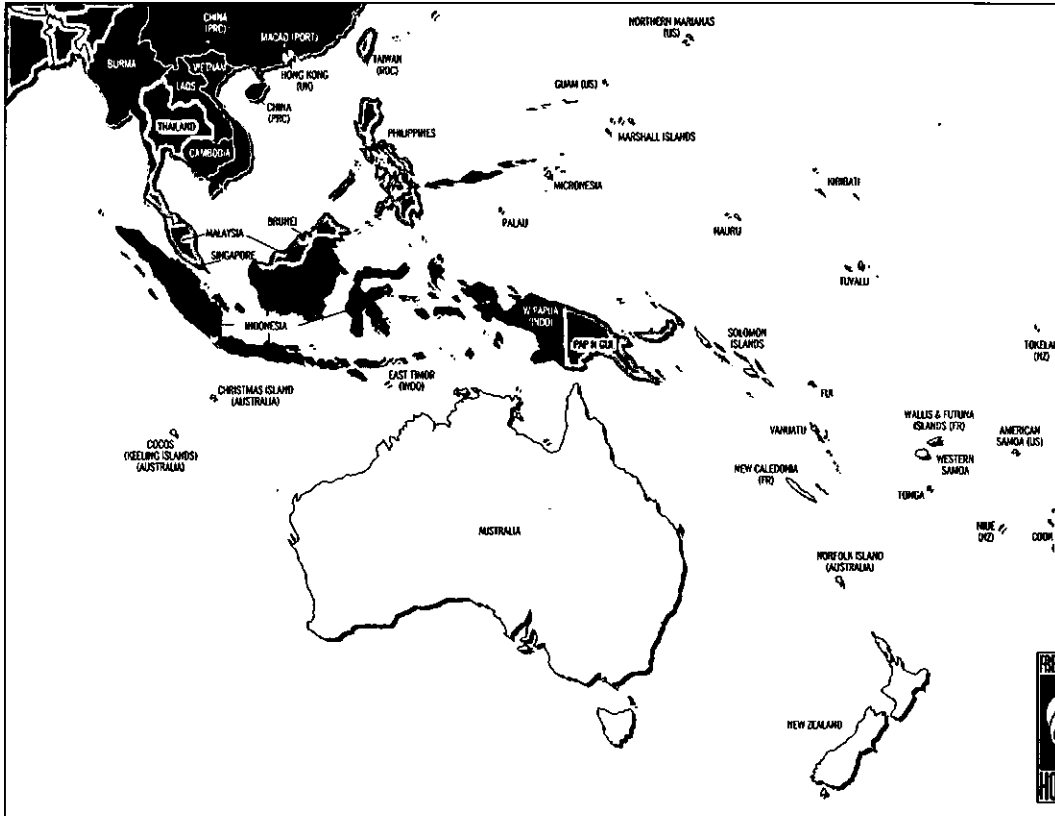 CHINA
(PRC)
MACAO (PORT)
BURMA
VIETNAM
LAOS
HONG KONG
(UK)
TAIWAN
(ROC)
CHINA
(PRC)
THAILAND
CAMBODIA
PHILIPPINES
NORTHERN MARIANAS
(US)
GUAM (US)
MARSHALL ISLANDS
MICRONESIA
PALAU
KIRIBATI
NAURU
TUVALU
BRUNEI
MALAYSIA
SINGAPORE
INDONESIA
W.PAPUA
(INDO)
PAP N GUI
SOLOMON
ISLANDS
TOKELAU
(NZ)
EAST TIMOR
(INDO)
CHRISTMAS ISLAND
(AUSTRALIA)
COCOS
(KEELING ISLANDS)
(AUSTRALIA)
FIJI
VANUATU
WALLIS & FUTUNA
ISLANDS (FR)
AMERICAN
SAMOA (US)
WESTERN
SAMOA
NEW CALEDONIA
(FR)
TONGA
NIUE
(NZ)
COOK
AUSTRALIA
NORFOLK ISLAND
(AUSTRALIA)
NEW ZEALAND